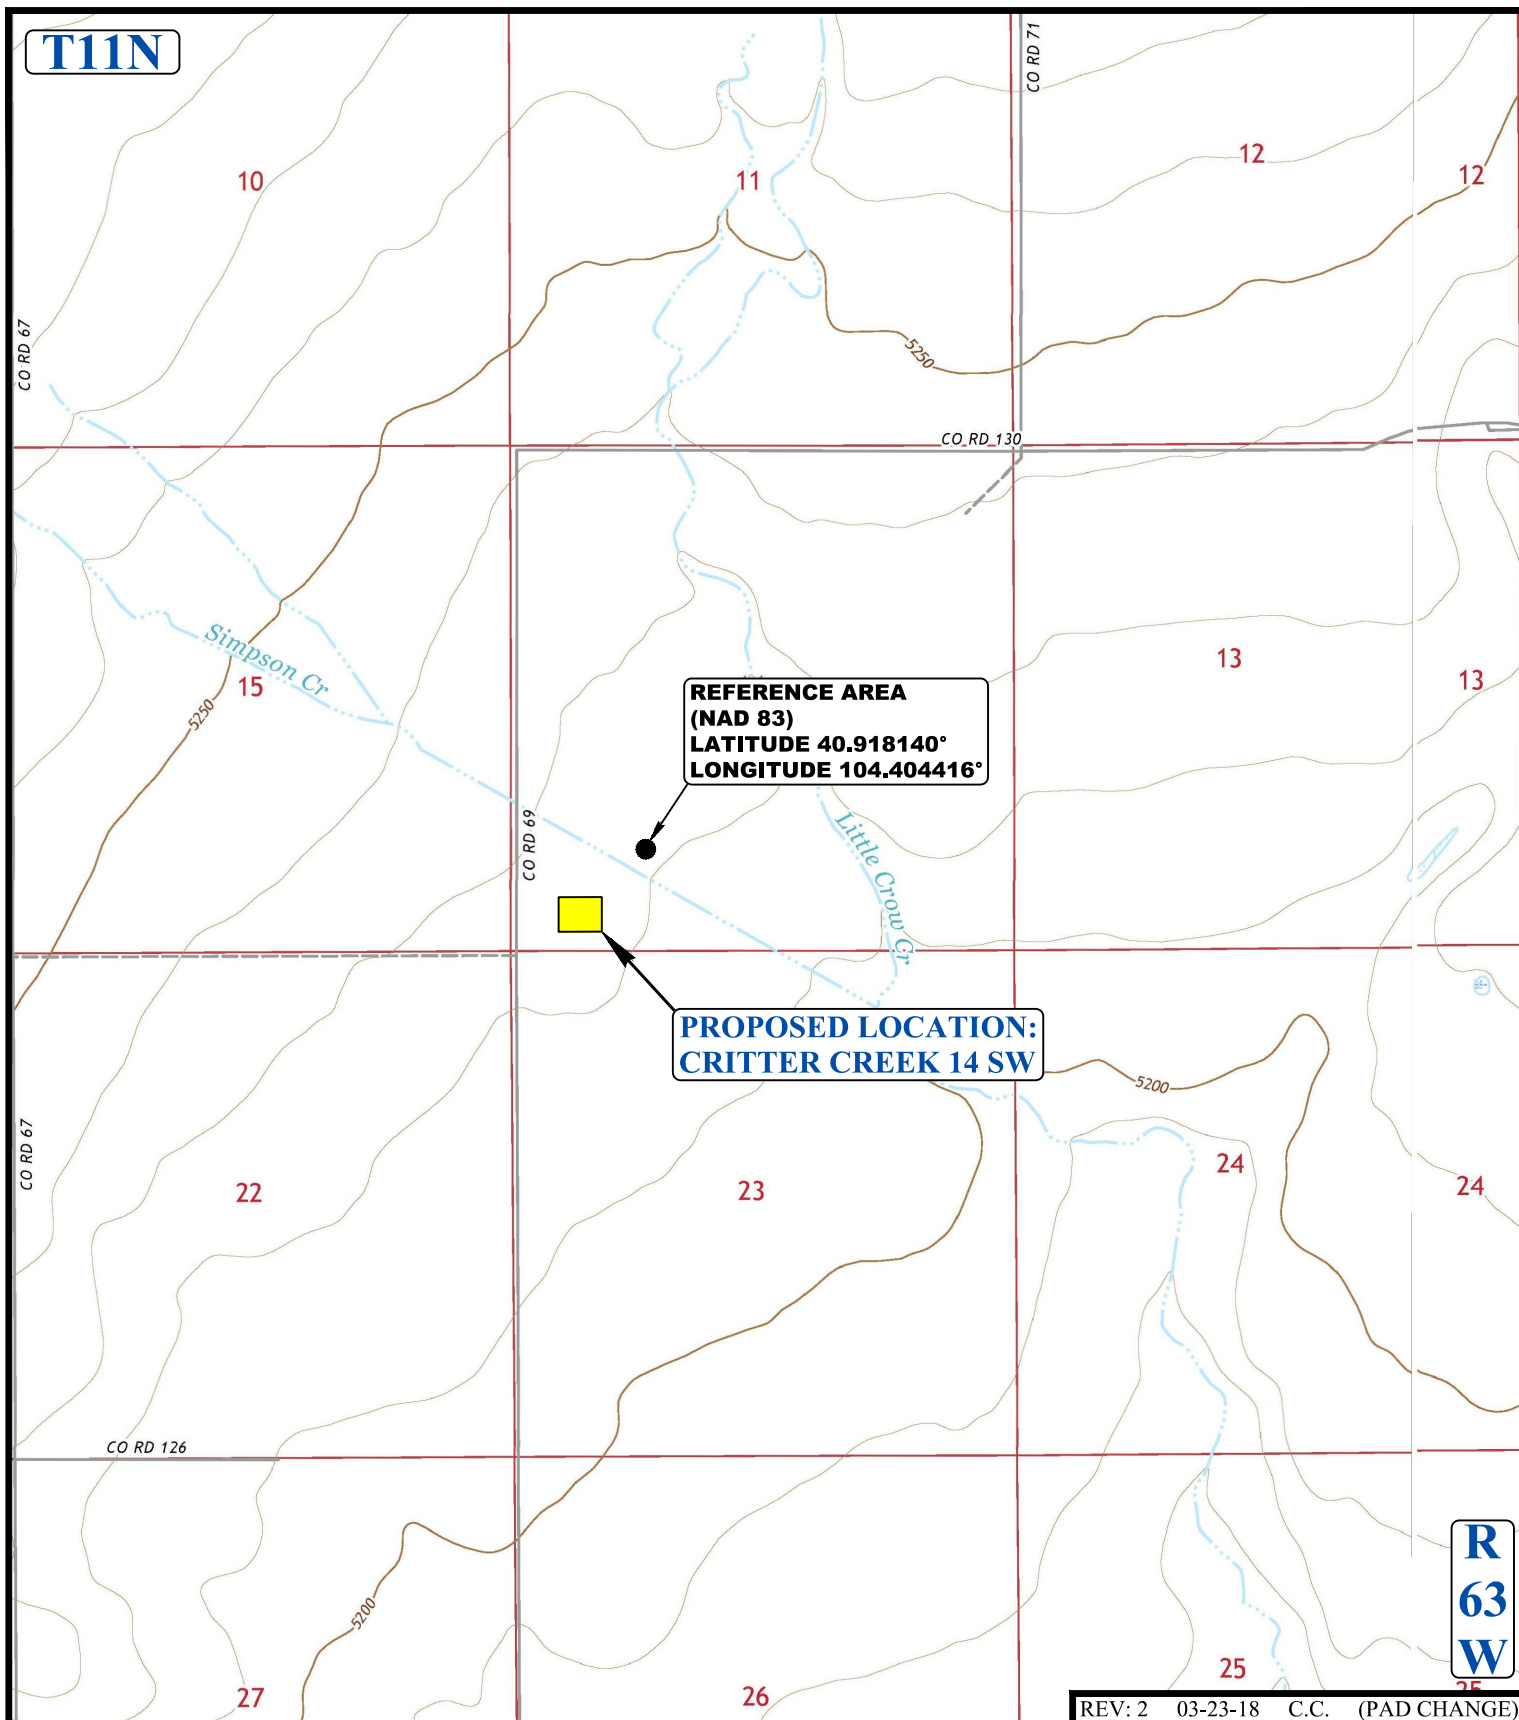 T11N
CO RD 71
10
11
12
12
CO RD 67
5250
CO RD 130
Simpson Cr
15
5250
13
13
REFERENCE AREA
(NAD 83)
LATITUDE 40.918140°
LONGITUDE 104.404416°
CO RD 69
Little Crow Cr
PROPOSED LOCATION:
CRITTER CREEK 14 SW
5200
CO RD 67
22
23
24
24
CO RD 126
5200
R
63
W
27
26
25
25
REV: 2 03-23-18 C.C. (PAD CHANGE)